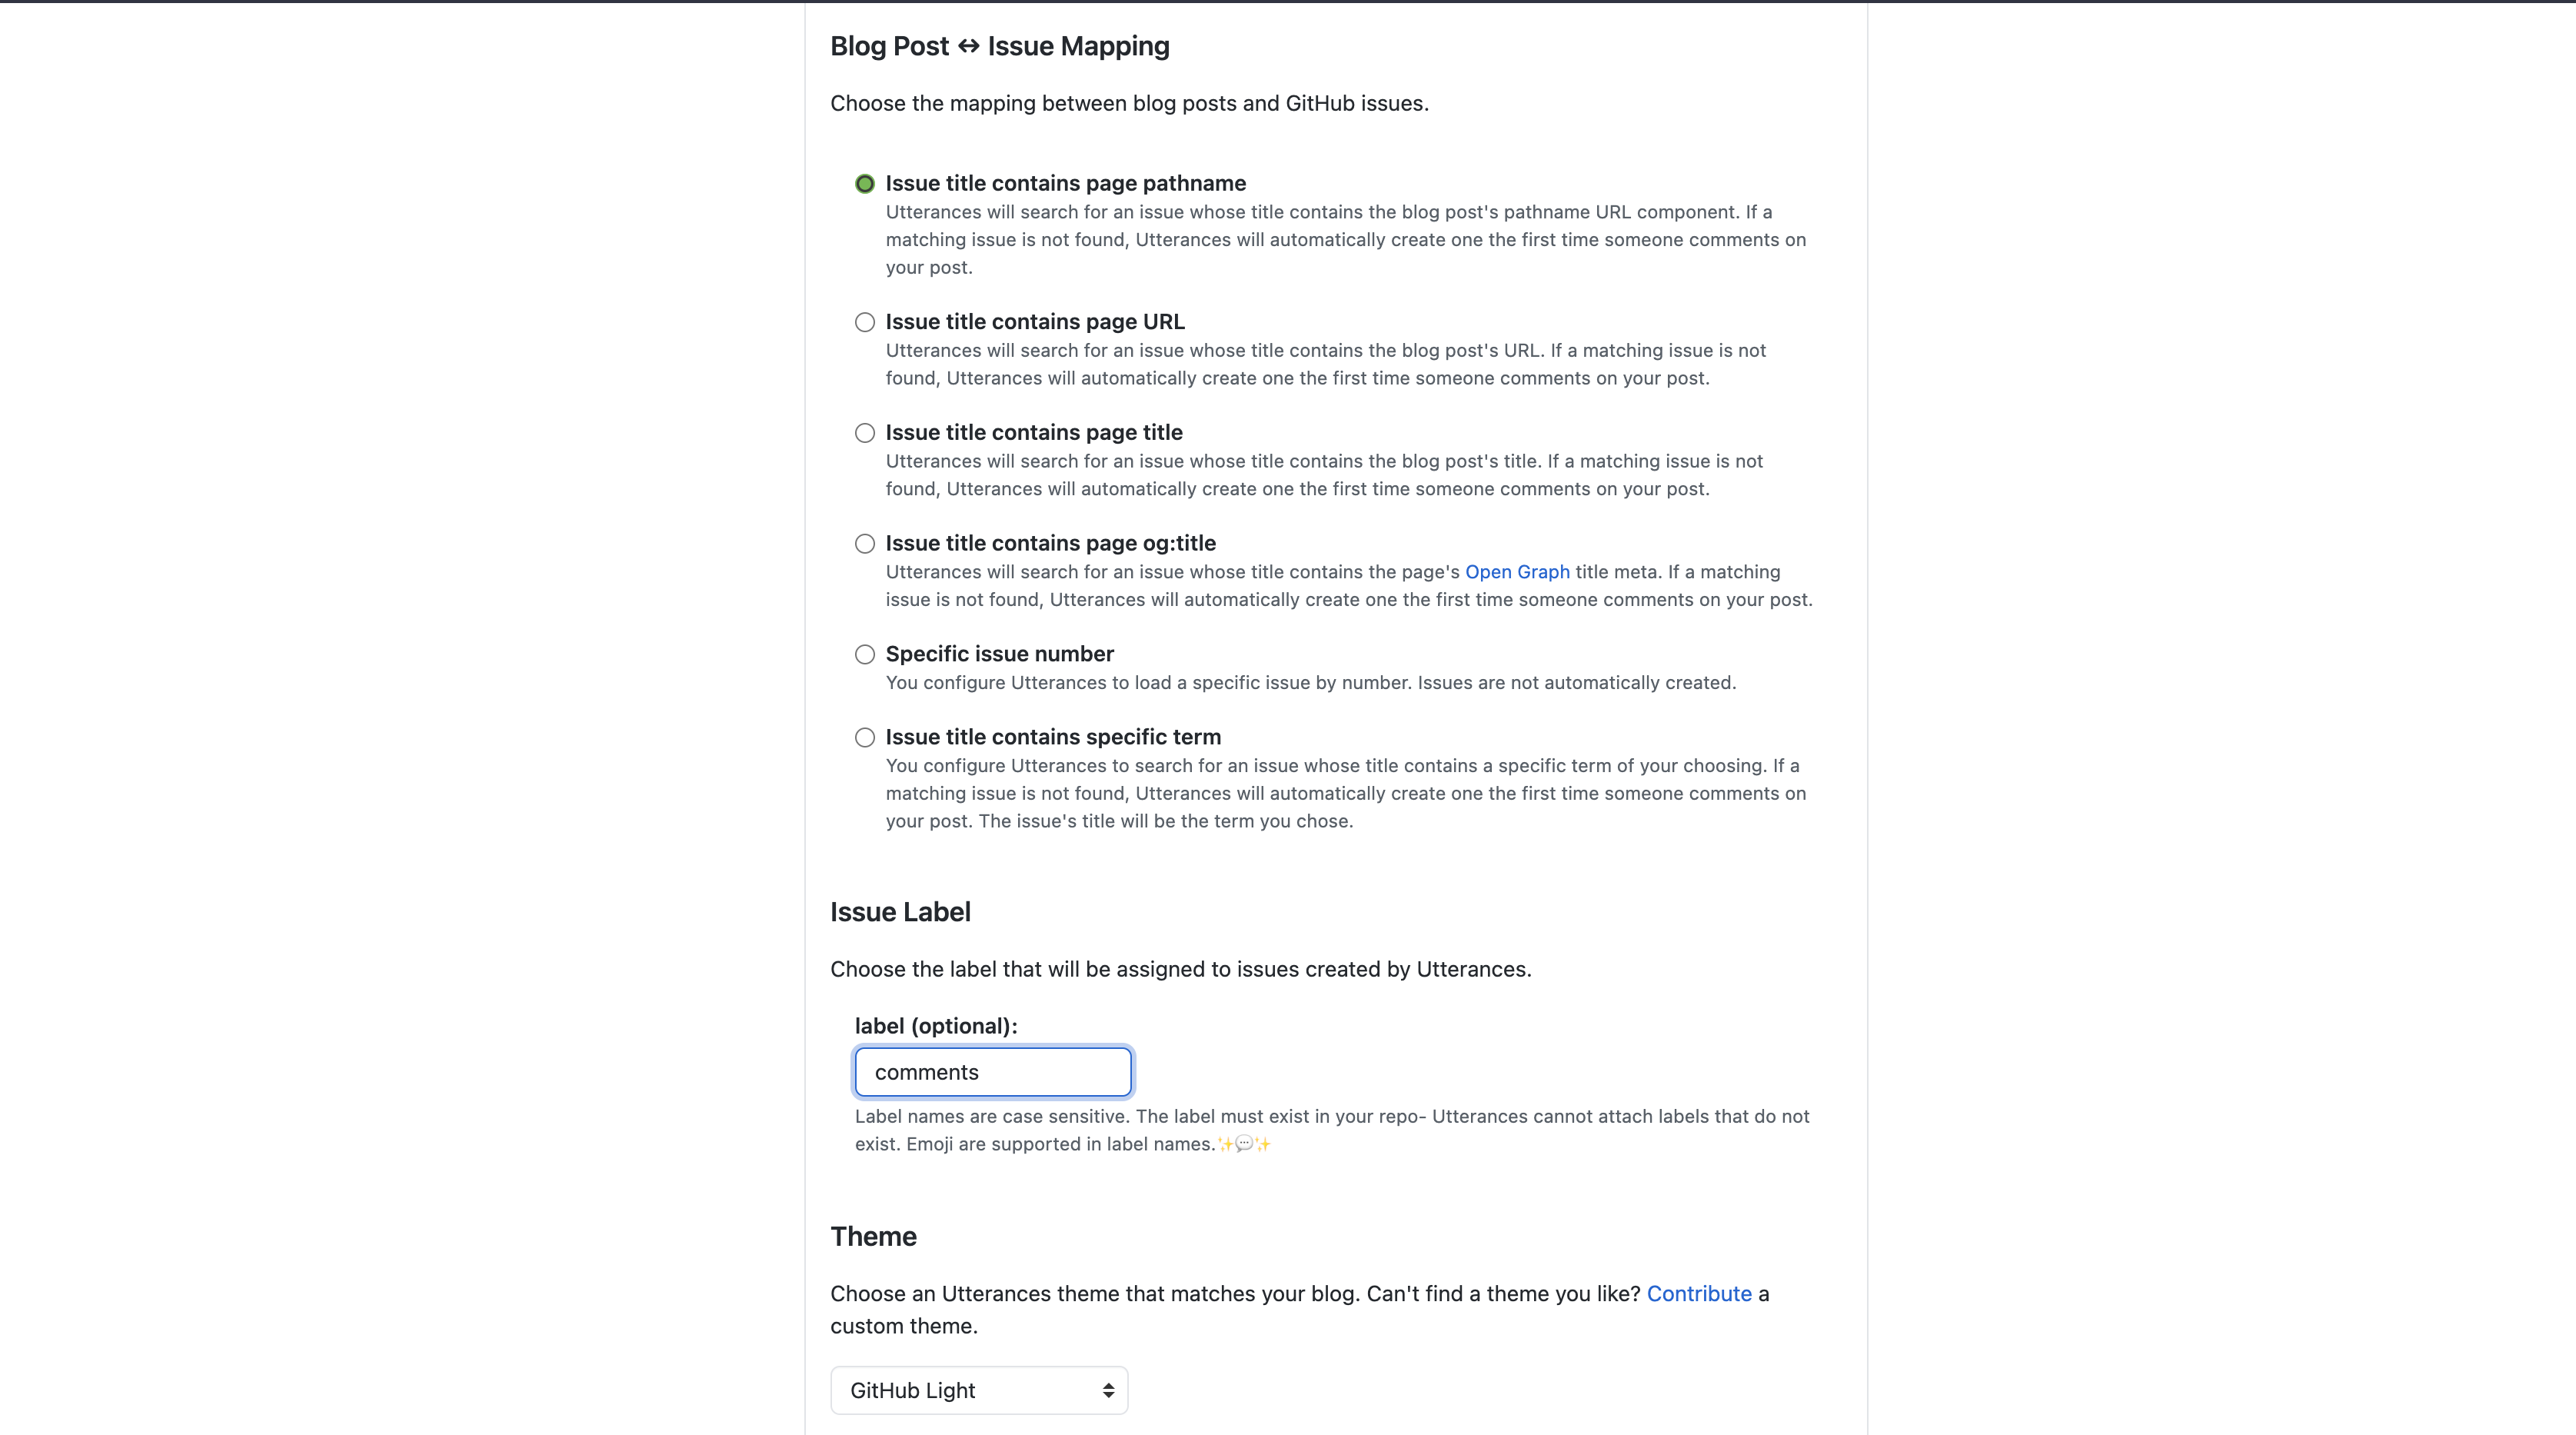 Blog Post ↔ Issue Mapping
Choose the mapping between blog posts and GitHub issues.
Issue title contains page pathname
Utterances will search for an issue whose title contains the blog post's pathname URL component. If a
matching issue is not found, Utterances will automatically create one the first time someone comments on
your post.
Issue title contains page URL
Utterances will search for an issue whose title contains the blog post's URL. If a matching issue is not
found, Utterances will automatically create one the first time someone comments on your post.
Issue title contains page title
Utterances will search for an issue whose title contains the blog post's title. If a matching issue is not
found, Utterances will automatically create one the first time someone comments on your post.
Issue title contains page og:title
Utterances will search for an issue whose title contains the page's Open Graph title meta. If a matching
issue is not found, Utterances will automatically create one the first time someone comments on your post.
Specific issue number
You configure Utterances to load a specific issue by number. Issues are not automatically created.
Issue title contains specific term
You configure Utterances to search for an issue whose title contains a specific term of your choosing. If a
matching issue is not found, Utterances will automatically create one the first time someone comments on
your post. The issue's title will be the term you chose.
Issue Label
Choose the label that will be assigned to issues created by Utterances.
label (optional):
comments
Label names are case sensitive. The label must exist in your repo- Utterances cannot attach labels that do not
exist. Emoji are supported in label names.✨💬✨
Theme
Choose an Utterances theme that matches your blog. Can't find a theme you like? Contribute a
custom theme.
GitHub Light